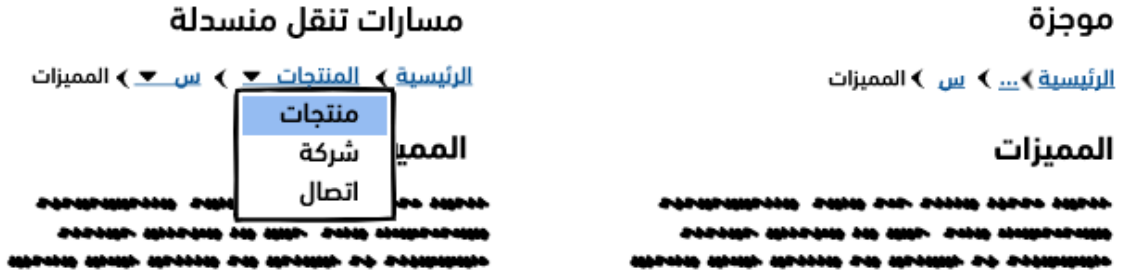 موجزة
الرئيسية > ... > س > المميزات
المميزات
مسارات تنقل منسدلة
الرئيسية > المنتجات ▼ > س ▼ > المميزات
منتجات
شركة
اتصال